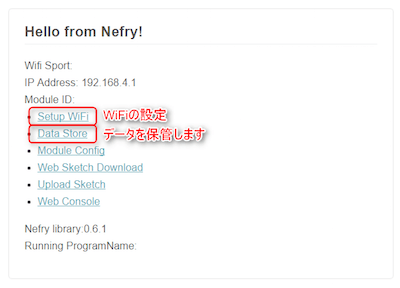 Hello from Nefry!
Wifi Sport:
IP Address: 192.168.4.1
Module ID:
Setup WiFi WiFiの設定
Data Store データを保管します
Module Config
Web Sketch Download
Upload Sketch
Web Console
Nefry library:0.6.1
Running ProgramName: